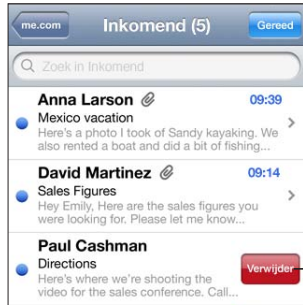 me.com
Inkomend (5)
Gereed
Zoek in Inkomend
Anna Larson
09:39
Mexico vacation
Here's a photo I took of Sandy kayaking. We
also rented a boat and did a bit of fishing...
David Martinez
09:14
Sales Figures
Hey Emily, Here are the sales figures you
were looking for. Please let me know...
Paul Cashman
Directions
Verwijder
Here's where we're shooting the
video for the sales conference. Call...